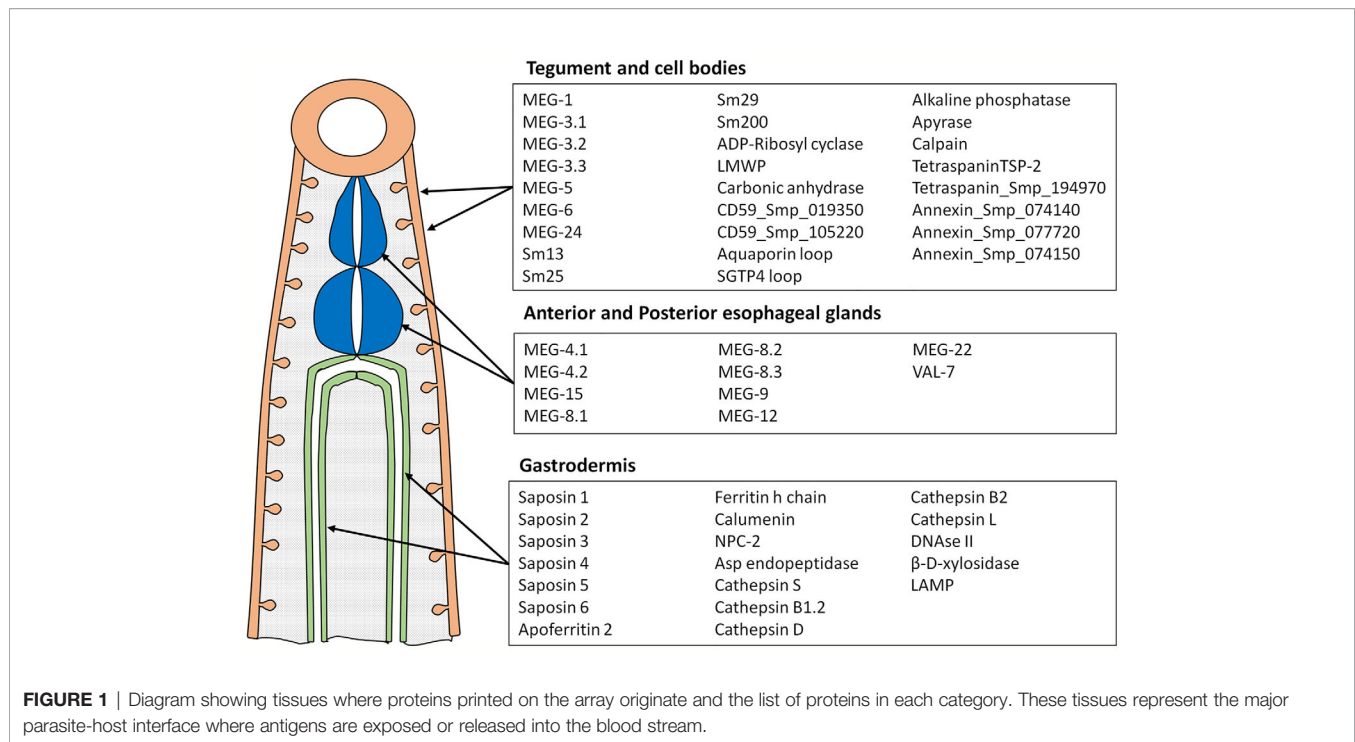 Tegument and cell bodies
MEG-1 Sm29 Alkaline phosphatase
MEG-3.1 Sm200 Apyrase
MEG-3.2 ADP-Ribosyl cyclase Calpain
MEG-3.3 LMWP TetraspaninTSP-2
MEG-5 Carbonic anhydrase Tetraspanin_Smp_194970
MEG-6 CD59_Smp_019350 Annexin_Smp_074140
MEG-24 CD59_Smp_105220 Annexin_Smp_077720
Sm13 Aquaporin loop Annexin_Smp_074150
Sm25 SGTP4 loop
Anterior and Posterior esophageal glands
MEG-4.1 MEG-8.2 MEG-22
MEG-4.2 MEG-8.3 VAL-7
MEG-15 MEG-9
MEG-8.1 MEG-12
Gastrodermis
Saposin 1 Ferritin h chain Cathepsin B2
Saposin 2 Calumenin Cathepsin L
Saposin 3 NPC-2 DNAse II
Saposin 4 Asp endopeptidase β-D-xylosidase
Saposin 5 Cathepsin S LAMP
Saposin 6 Cathepsin B1.2
Apoferritin 2 Cathepsin D
FIGURE 1 | Diagram showing tissues where proteins printed on the array originate and the list of proteins in each category. These tissues represent the major
parasite-host interface where antigens are exposed or released into the blood stream.